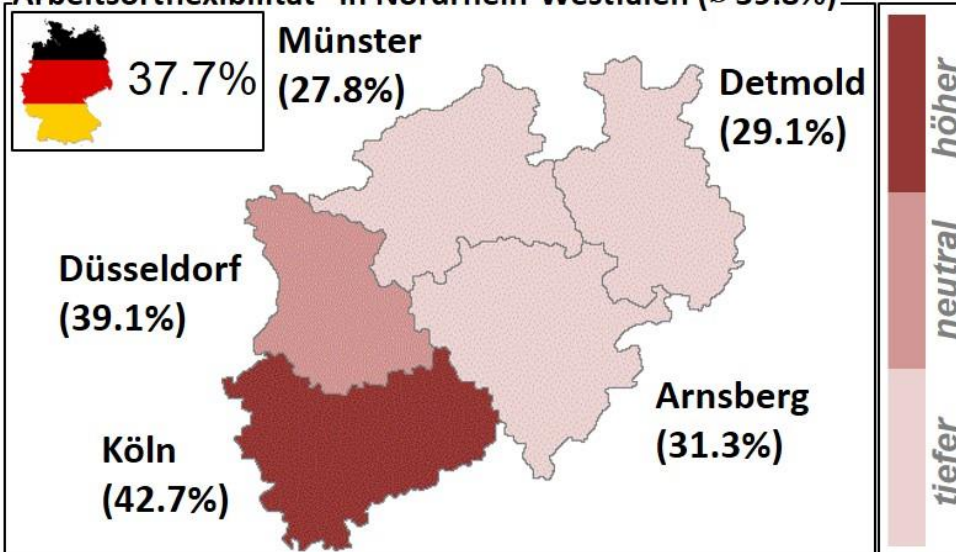 Arbeitsortflexibilität" in Nordrhein-Westfalen (≈ 35.8%)
37.7%
Münster
(27.8%)
Detmold
(29.1%)
Düsseldorf
(39.1%)
Köln
(42.7%)
Arnsberg
(31.3%)
höher
neutral
tiefer